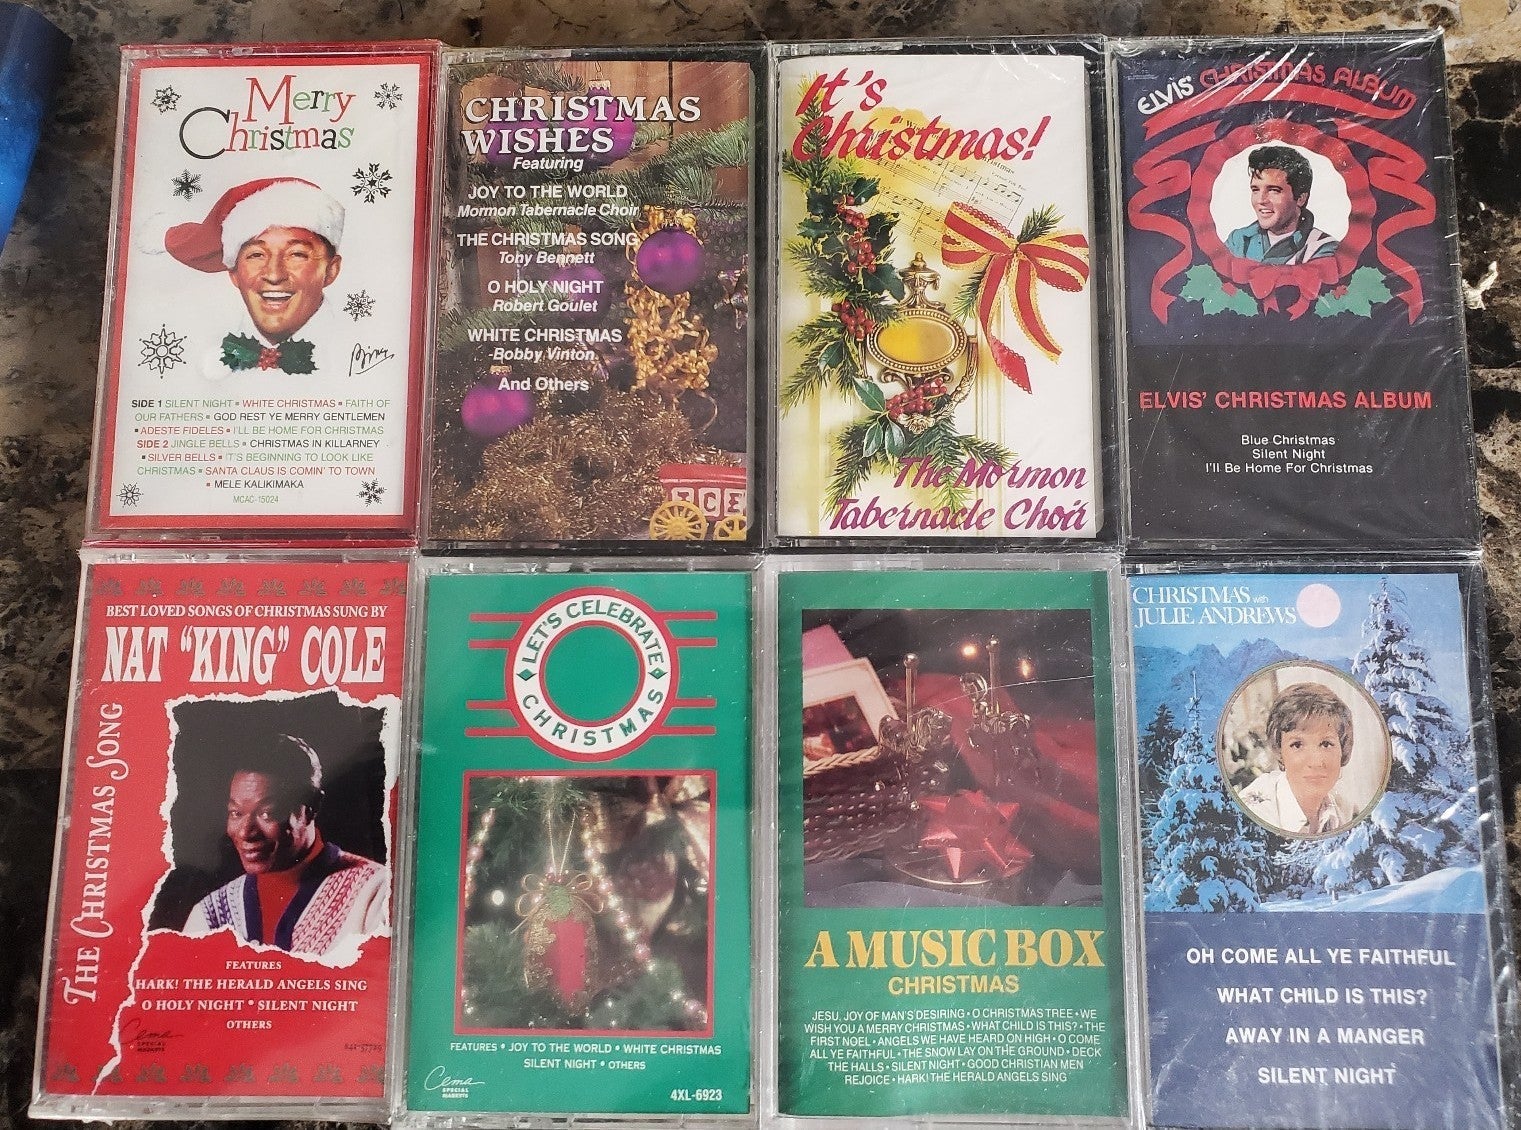 Merry
Christmas
Bing
SIDE 1 SILENT NIGHT • WHITE CHRISTMAS • FAITH OF
OUR FATHERS • GOD REST YE MERRY GENTLEMEN
• ADESTE FIDELES • I'LL BE HOME FOR CHRISTMAS
SIDE 2 JINGLE BELLS • CHRISTMAS IN KILLARNEY
• SILVER BELLS • IT'S BEGINNING TO LOOK LIKE
CHRISTMAS • SANTA CLAUS IS COMIN' TO TOWN
• MELE KALIKIMAKA
MCAC-15024
CHRISTMAS
WISHES
Featuring
JOY TO THE WORLD
Mormon Tabernacle Choir
THE CHRISTMAS SONG
Tony Bennett
O HOLY NIGHT
Robert Goulet
WHITE CHRISTMAS
Bobby Vinton
And Others
ICE
It's
Christmas!
The Mormon
Tabernacle Choir
ELVIS CHRISTMAS ALBUM
ELVIS' CHRISTMAS ALBUM
Blue Christmas
Silent Night
I'll Be Home For Christmas
BEST LOVED SONGS OF CHRISTMAS SUNG BY
NAT "KING" COLE
THE CHRISTMAS SONG
FEATURES
HARK! THE HERALD ANGELS SING
O HOLY NIGHT • SILENT NIGHT
OTHERS
Cema
SPECIAL
MARKETS
LET'S CELEBRATE
CHRISTMAS
FEATURES • JOY TO THE WORLD • WHITE CHRISTMAS
SILENT NIGHT • OTHERS
Cema
SPECIAL
MARKETS
4XL-6923
A MUSIC BOX
CHRISTMAS
JESU, JOY OF MAN'S DESIRING • O CHRISTMAS TREE • WE
WISH YOU A MERRY CHRISTMAS • WHAT CHILD IS THIS? • THE
FIRST NOEL • ANGELS WE HAVE HEARD ON HIGH • O COME
ALL YE FAITHFUL • THE SNOW LAY ON THE GROUND • DECK
THE HALLS • SILENT NIGHT • GOOD CHRISTIAN MEN
REJOICE • HARK! THE HERALD ANGELS SING
CHRISTMAS with
JULIE ANDREWS
OH COME ALL YE FAITHFUL
WHAT CHILD IS THIS?
AWAY IN A MANGER
SILENT NIGHT